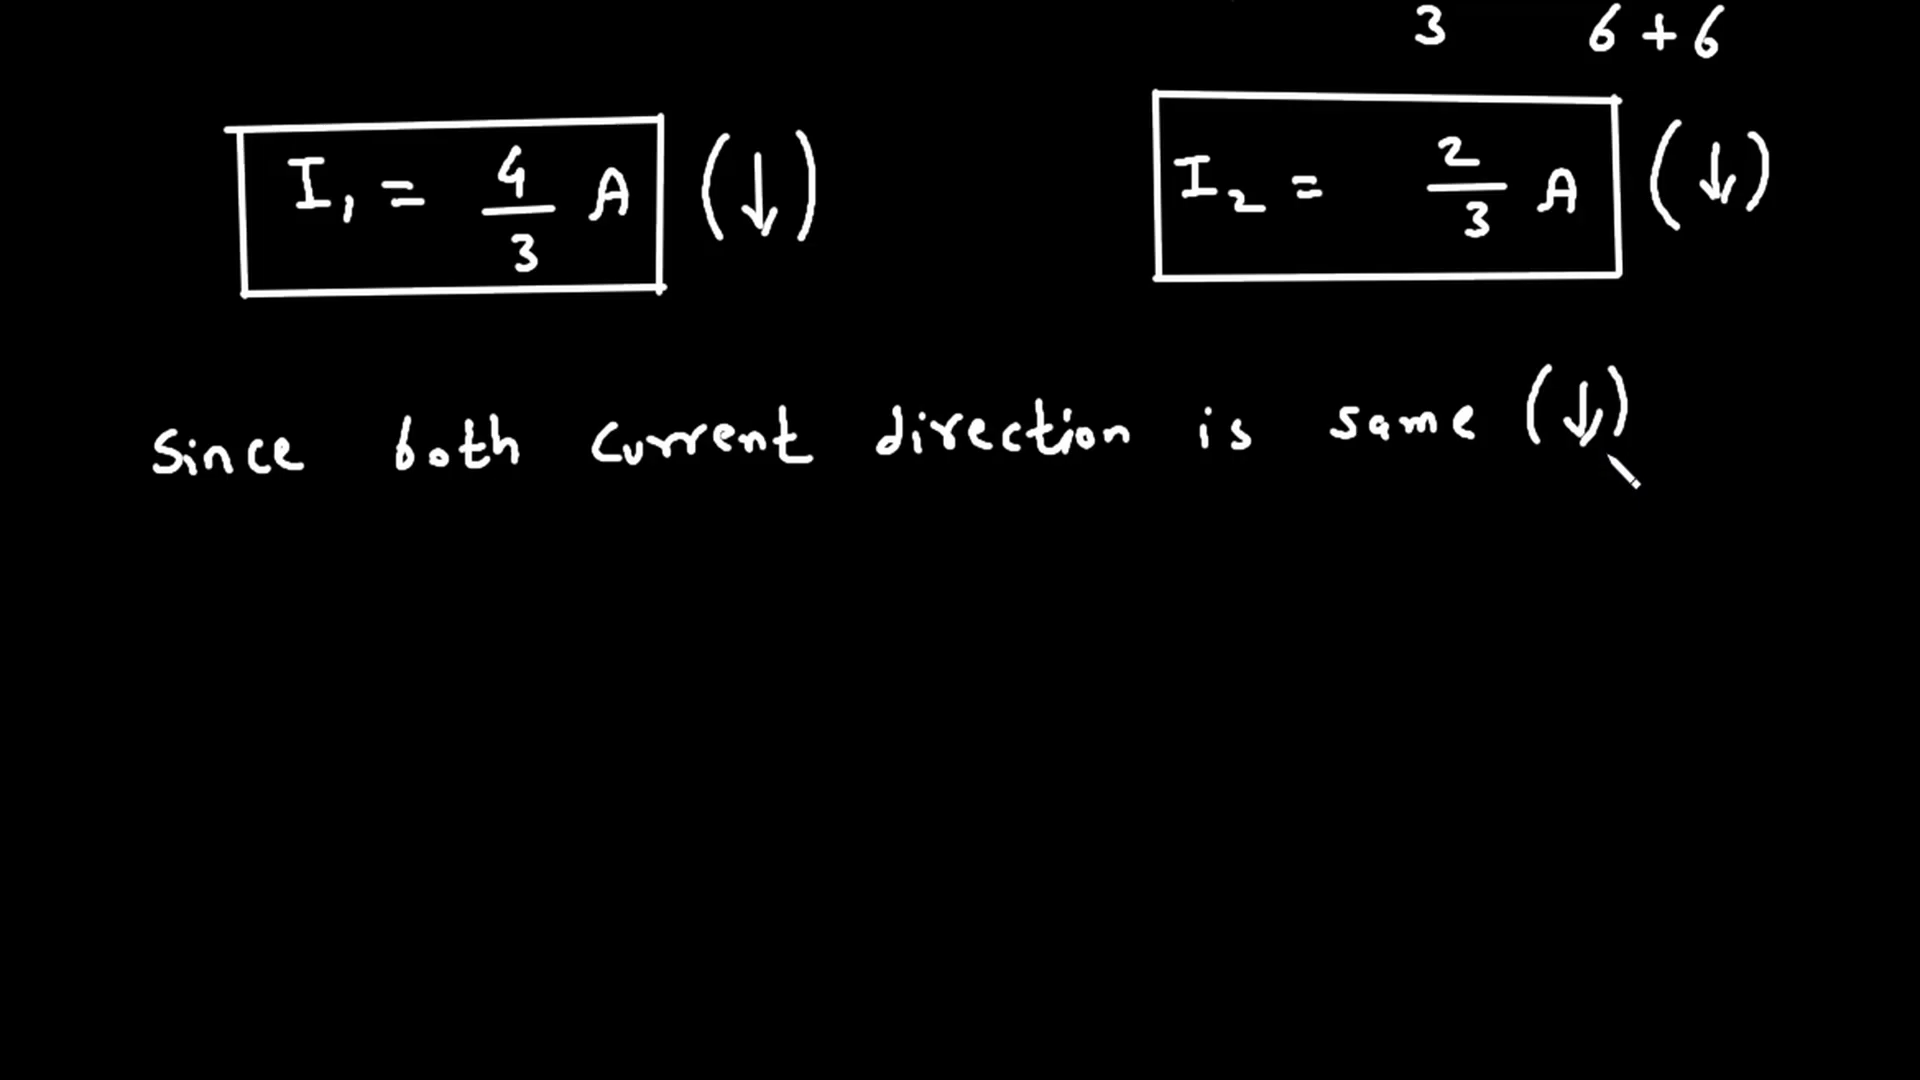 3 6 + 6
I₁ = 4/3 A (↓)
I₂ = 2/3 A (↓)
Since both current direction is same (↓)